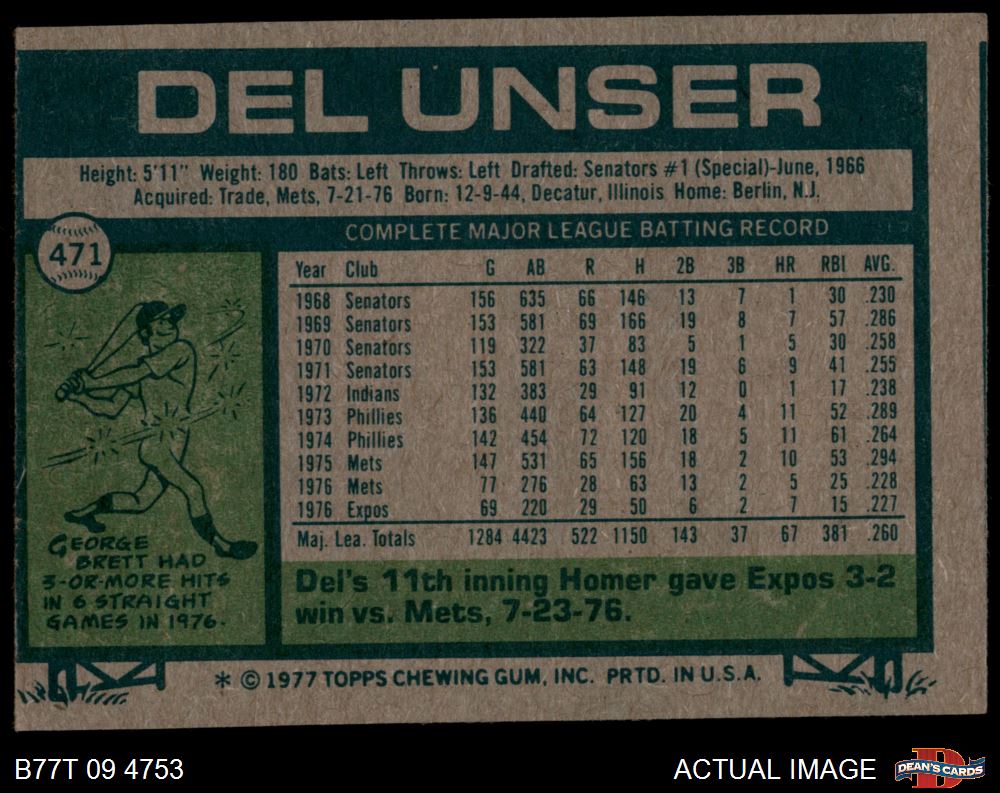 DEL UNSER
Height: 5'11" Weight: 180 Bats: Left Throws: Left Drafted: Senators #1 (Special)-June, 1966
Acquired: Trade, Mets, 7-21-76 Born: 12-9-44, Decatur, Illinois Home: Berlin, N.J.
471
COMPLETE MAJOR LEAGUE BATTING RECORD
Year Club G AB R H 2B 3B HR RBI AVG.
1968 Senators 156 635 66 146 13 7 1 30 .230
1969 Senators 153 581 69 166 19 8 7 57 .286
1970 Senators 119 322 37 83 5 1 5 30 .258
1971 Senators 153 581 63 148 19 6 9 41 .255
1972 Indians 132 383 29 91 12 0 1 17 .238
1973 Phillies 136 440 64 127 20 4 11 52 .289
1974 Phillies 142 454 72 120 18 5 11 61 .264
1975 Mets 147 531 65 156 18 2 10 53 .294
1976 Mets 77 276 28 63 13 2 5 25 .228
1976 Expos 69 220 29 50 6 2 7 15 .227
Maj. Lea. Totals 1284 4423 522 1150 143 37 67 381 .260
GEORGE
BRETT HAD
3-OR-MORE HITS
IN 6 STRAIGHT
GAMES IN 1976.
Del's 11th inning Homer gave Expos 3-2
win vs. Mets, 7-23-76.
* © 1977 TOPPS CHEWING GUM, INC. PRTD. IN U.S.A.
B77T 09 4753
ACTUAL IMAGE
DEAN'S CARDS